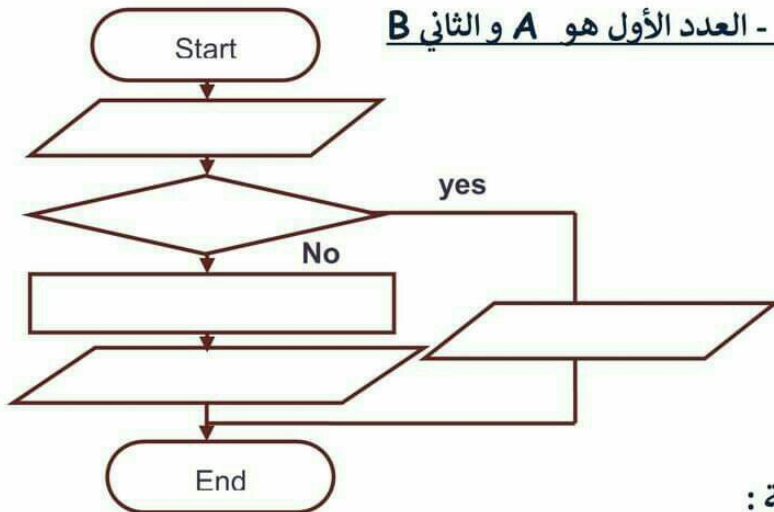 - العدد الأول هو A و الثاني B
Start
yes
No
End
ة :